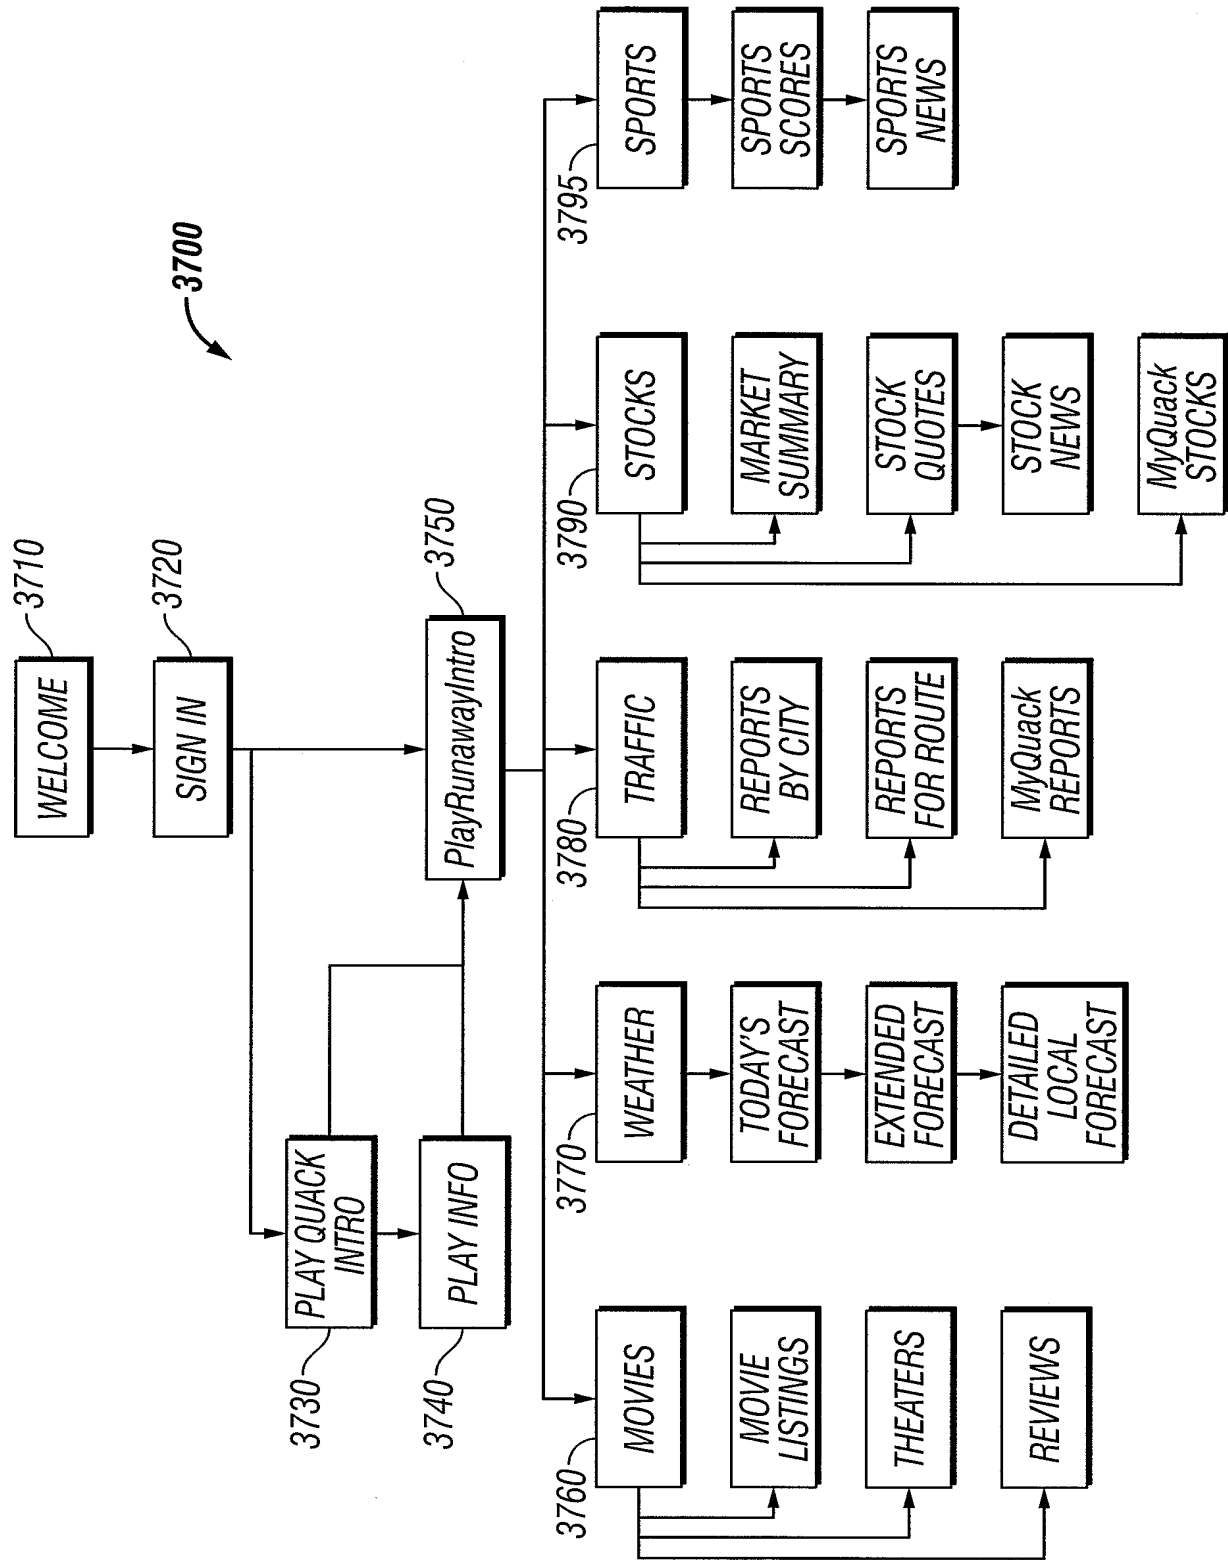 3700
WELCOME
3710
SIGN IN
3720
PLAY QUACK
INTRO
3730
PLAY INFO
3740
PlayRunawayIntro
3750
3760
MOVIES
MOVIE
LISTINGS
THEATERS
REVIEWS
3770
WEATHER
TODAY'S
FORECAST
EXTENDED
FORECAST
DETAILED
LOCAL
FORECAST
3780
TRAFFIC
REPORTS
BY CITY
REPORTS
FOR ROUTE
MyQuack
REPORTS
3790
STOCKS
MARKET
SUMMARY
STOCK
QUOTES
STOCK
NEWS
MyQuack
STOCKS
3795
SPORTS
SPORTS
SCORES
SPORTS
NEWS